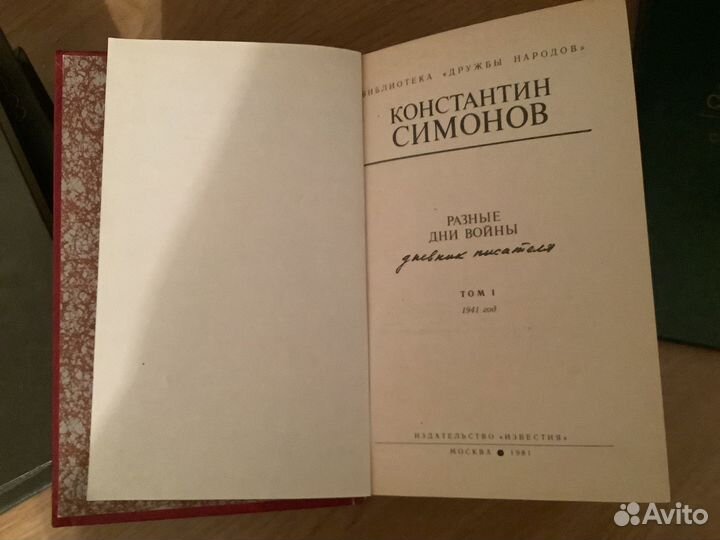 БИБЛИОТЕКА «ДРУЖБЫ НАРОДОВ»
КОНСТАНТИН
СИМОНОВ
РАЗНЫЕ
ДНИ ВОЙНЫ
дневник писателя
ТОМ I
1941 год
ИЗДАТЕЛЬСТВО «ИЗВЕСТИЯ»
МОСКВА ● 1981
Avito